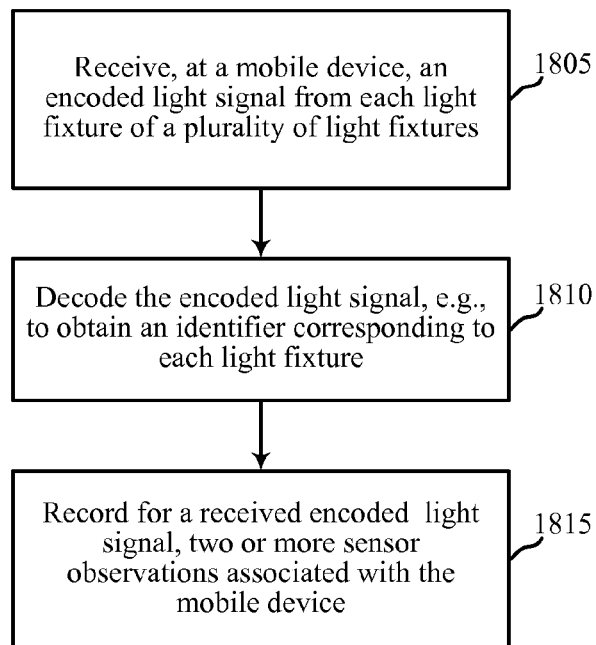 Receive, at a mobile device, an
encoded light signal from each light
fixture of a plurality of light fixtures
1805
Decode the encoded light signal, e.g.,
to obtain an identifier corresponding to
each light fixture
1810
Record for a received encoded light
signal, two or more sensor
observations associated with the
mobile device
1815